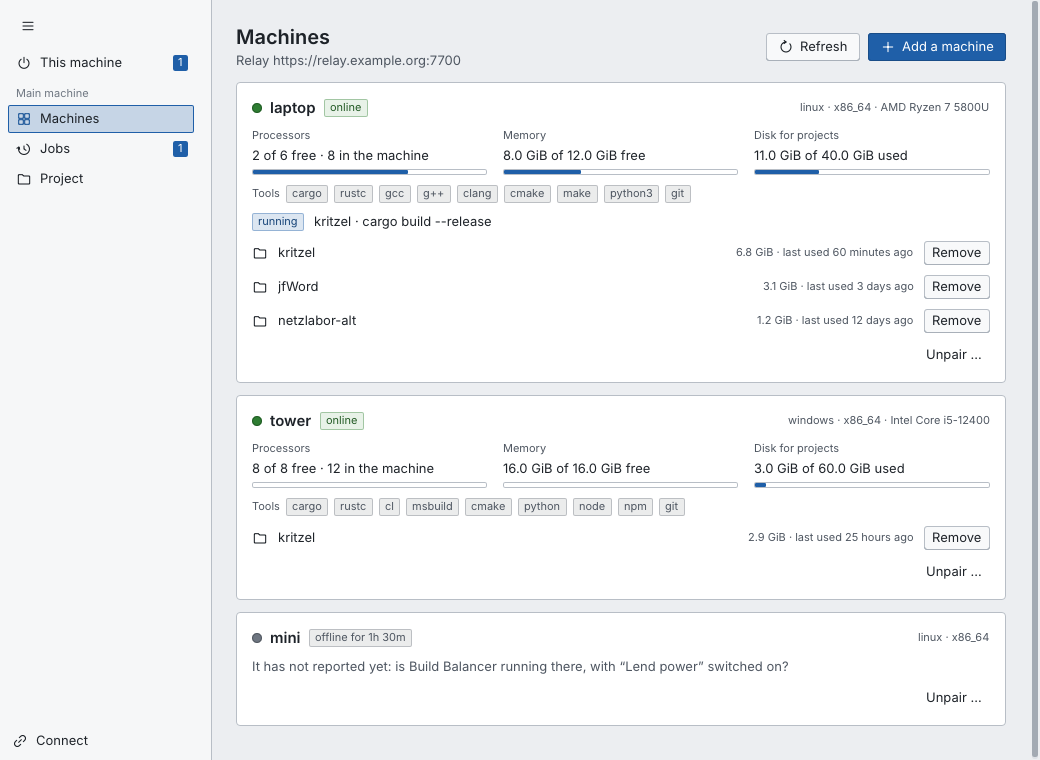 This machine 1
Main machine
Machines
Jobs 1
Project
Connect
Machines
Relay https://relay.example.org:7700
Refresh
Add a machine
laptop online linux · x86_64 · AMD Ryzen 7 5800U
Processors Memory Disk for projects
2 of 6 free · 8 in the machine 8.0 GiB of 12.0 GiB free 11.0 GiB of 40.0 GiB used
Tools cargo rustc gcc g++ clang cmake make python3 git
running kritzel · cargo build --release
kritzel 6.8 GiB · last used 60 minutes ago Remove
jfWord 3.1 GiB · last used 3 days ago Remove
netzlabor-alt 1.2 GiB · last used 12 days ago Remove
Unpair ...
tower online windows · x86_64 · Intel Core i5-12400
Processors Memory Disk for projects
8 of 8 free · 12 in the machine 16.0 GiB of 16.0 GiB free 3.0 GiB of 60.0 GiB used
Tools cargo rustc cl msbuild cmake python node npm git
kritzel 2.9 GiB · last used 25 hours ago Remove
Unpair ...
mini offline for 1h 30m linux · x86_64
It has not reported yet: is Build Balancer running there, with “Lend power” switched on?
Unpair ...